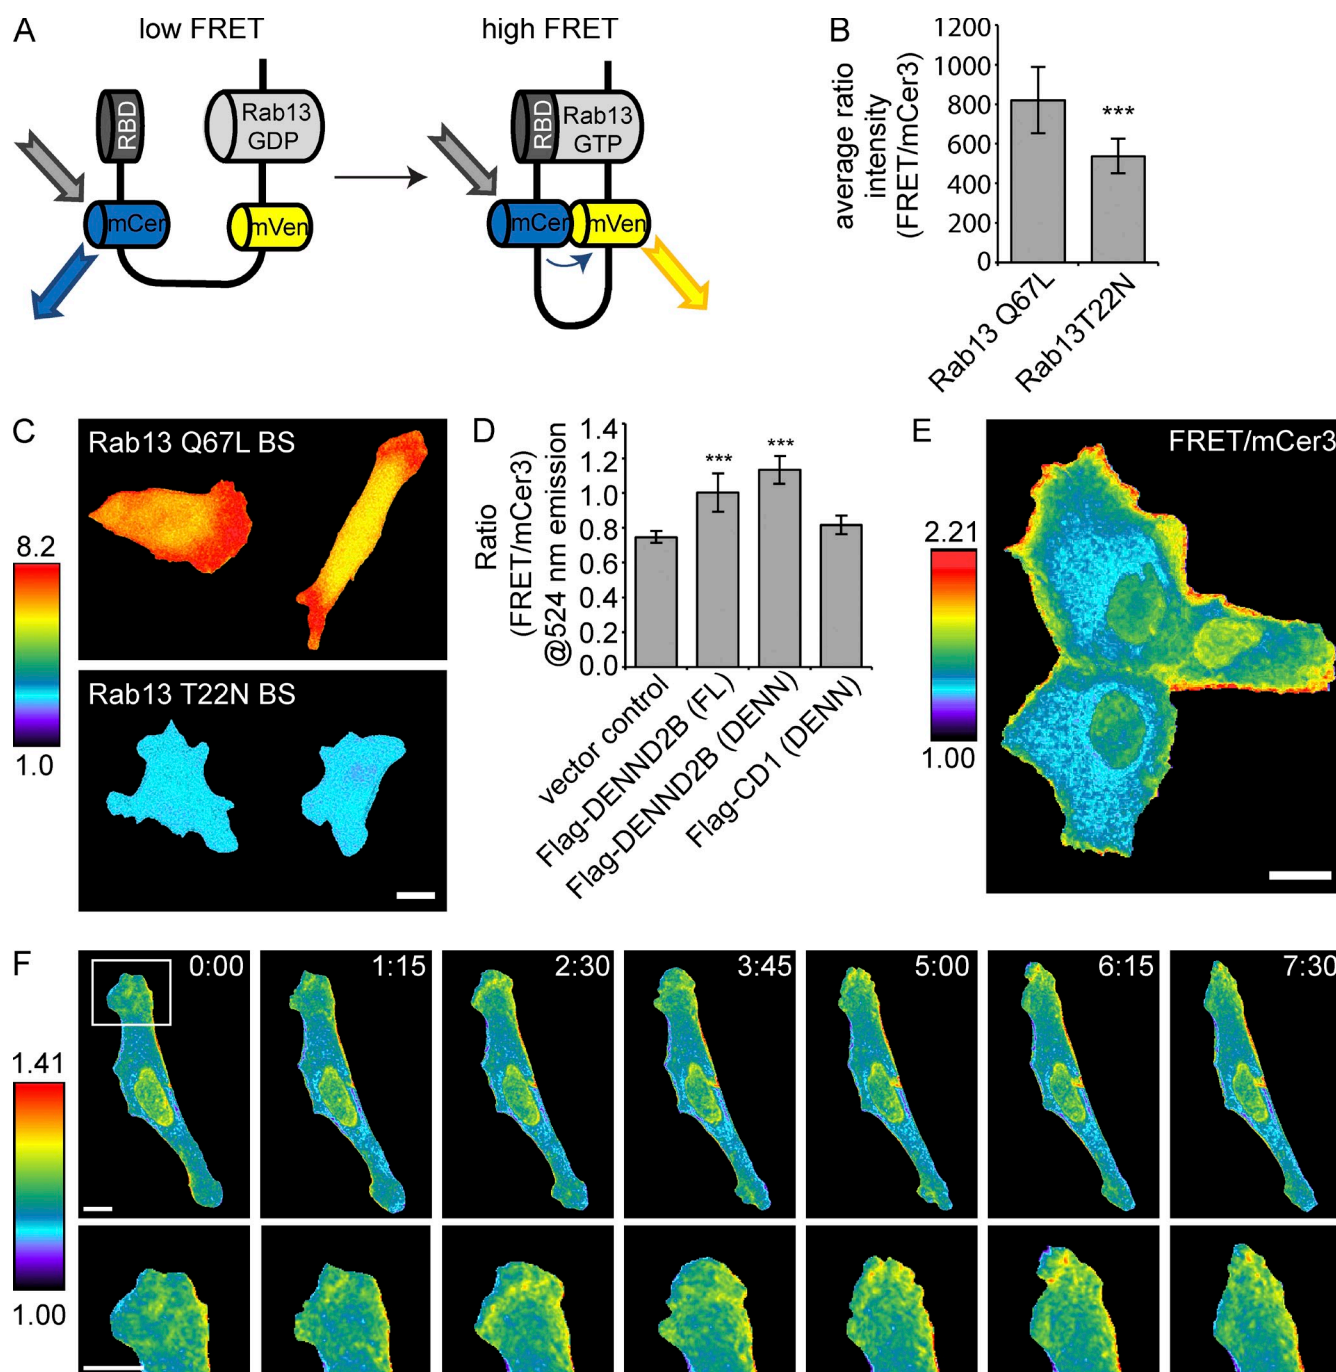 A
low FRET
high FRET
RBD
Rab13
GDP
mCer
mVen
RBD
Rab13
GTP
mCer
mVen
B
average ratio
intensity
(FRET/mCer3)
1200
1000
800
600
400
200
0
***
Rab13 Q67L
Rab13T22N
C
8.2
1.0
Rab13 Q67L BS
Rab13 T22N BS
D
Ratio
(FRET/mCer3)
@524 nm emission
1.4
1.2
1.0
0.8
0.6
0.4
0.2
0.0
***
***
vector control
Flag-DENND2B (FL)
Flag-DENND2B (DENN)
Flag-CD1 (DENN)
E
FRET/mCer3
2.21
1.00
F
0:00
1:15
2:30
3:45
5:00
6:15
7:30
1.41
1.00